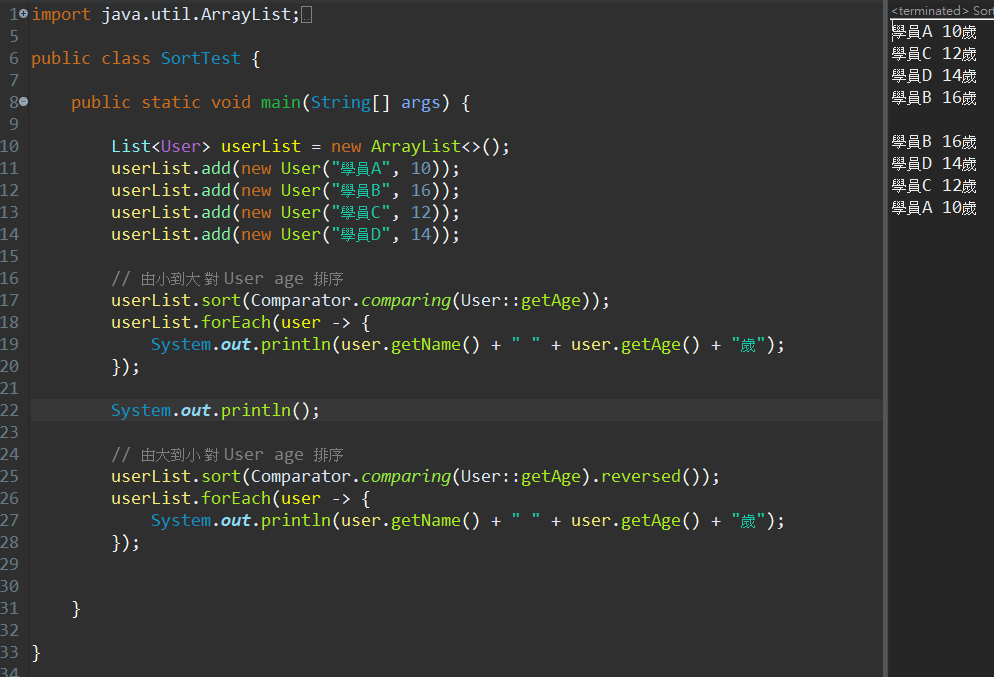 1 import java.util.ArrayList;
5
6 public class SortTest {
7
8 public static void main(String[] args) {
9
10 List<User> userList = new ArrayList<>();
11 userList.add(new User("學員A", 10));
12 userList.add(new User("學員B", 16));
13 userList.add(new User("學員C", 12));
14 userList.add(new User("學員D", 14));
15
16 // 由小到大 對 User age 排序
17 userList.sort(Comparator.comparing(User::getAge));
18 userList.forEach(user -> {
19 System.out.println(user.getName() + " " + user.getAge() + "歲");
20 });
21
22 System.out.println();
23
24 // 由大到小 對 User age 排序
25 userList.sort(Comparator.comparing(User::getAge).reversed());
26 userList.forEach(user -> {
27 System.out.println(user.getName() + " " + user.getAge() + "歲");
28 });
29
30
31 }
32
33 }
34
<terminated> Sort
學員A 10歲
學員C 12歲
學員D 14歲
學員B 16歲
學員B 16歲
學員D 14歲
學員C 12歲
學員A 10歲